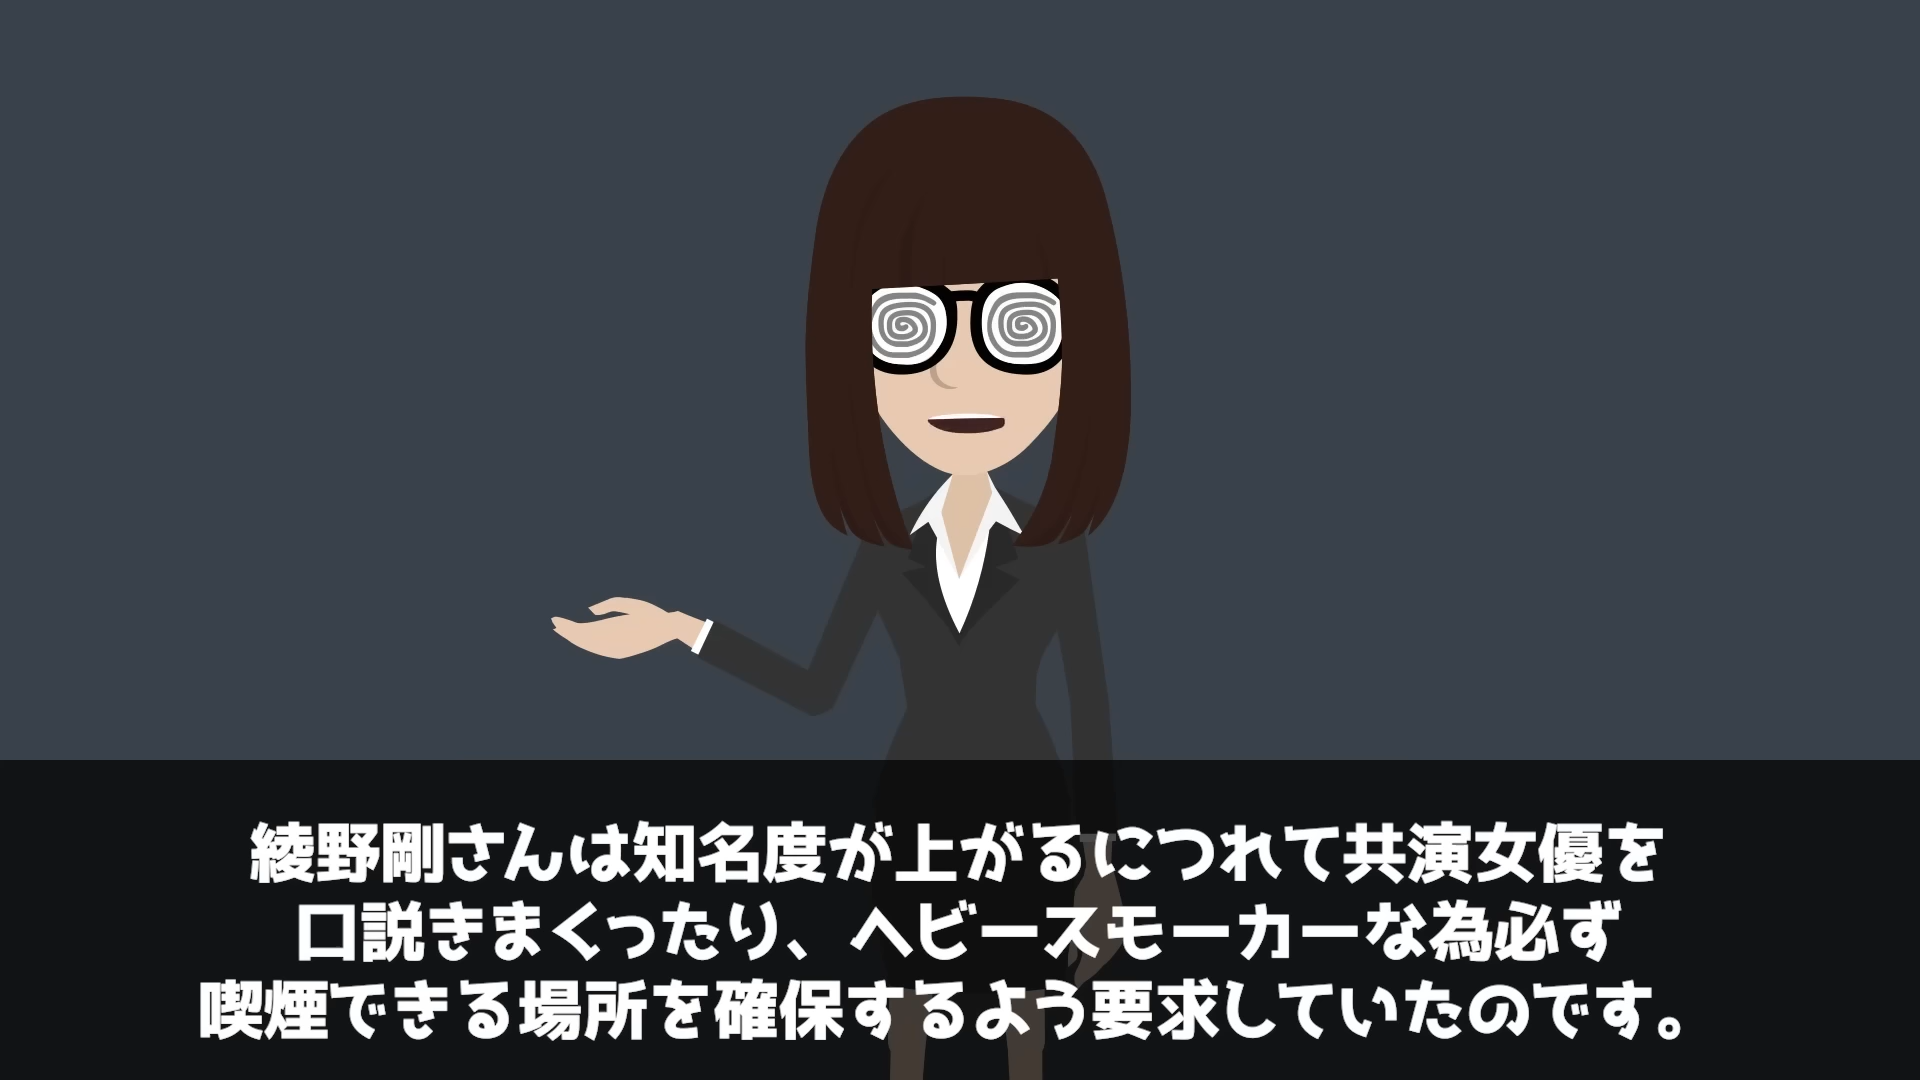 綾野剛さんは知名度が上がるにつれて共演女優を
口説きまくったり、ヘビースモーカーな為必ず
喫煙できる場所を確保するよう要求していたのです。